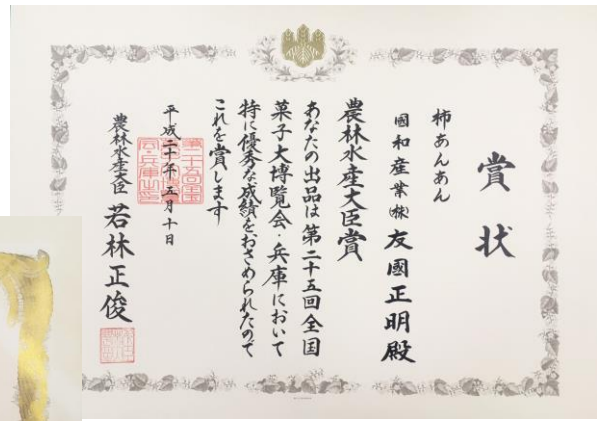 賞状
柿あんあん
國和産業㈱ 友國正明殿
農林水産大臣賞
あなたの出品は第二十五回全国
菓子大博覧会・兵庫において
特に優秀な成績をおさめられたので
これを賞します
平成二十年五月十日
農林水産大臣 若林正俊